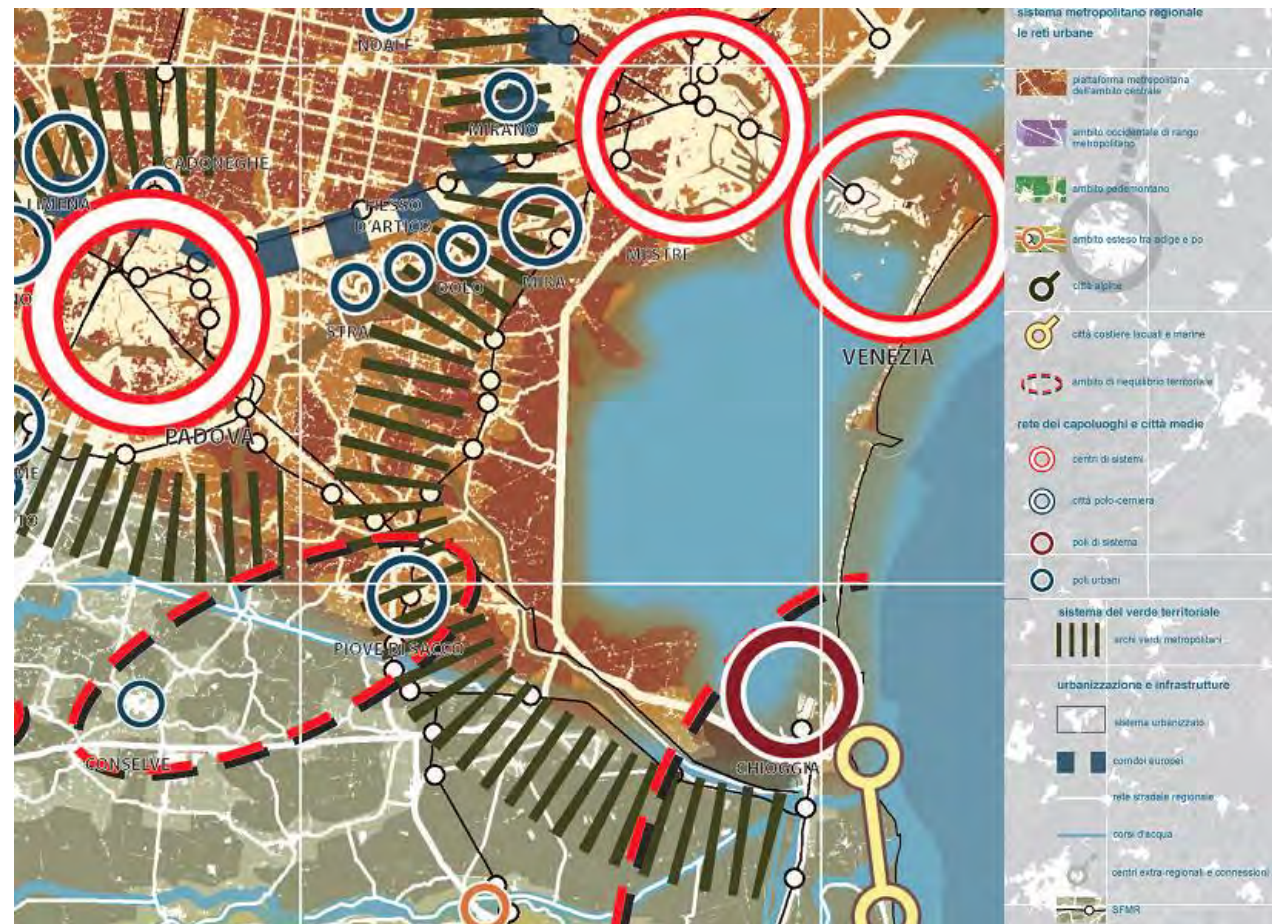 NOALE
MIRANO
CADONEGHE
LIMENA
FIESSO
D'ARTICO
DOLO
MIRA
MESTRE
STRA
VENEZIA
PADOVA
ME
TO
PIOVE DI SACCO
CONSELVE
CHIOGGIA
sistema metropolitano regionale
le reti urbane
piattaforma metropolitana
dell'ambito centrale
ambito occidentale di rango
metropolitano
ambito pedemontano
ambito esteso tra adige e po
città alpine
città costiere lacuali e marine
ambito di riequilibrio territoriale
rete dei capoluoghi e città medie
centri di sistemi
città polo-cerniera
poli di sistema
poli urbani
sistema del verde territoriale
archi verdi metropolitani
urbanizzazione e infrastrutture
sistema urbanizzato
corridoi europei
rete stradale regionale
corsi d'acqua
centri extra-regionali e connessioni
SFMR